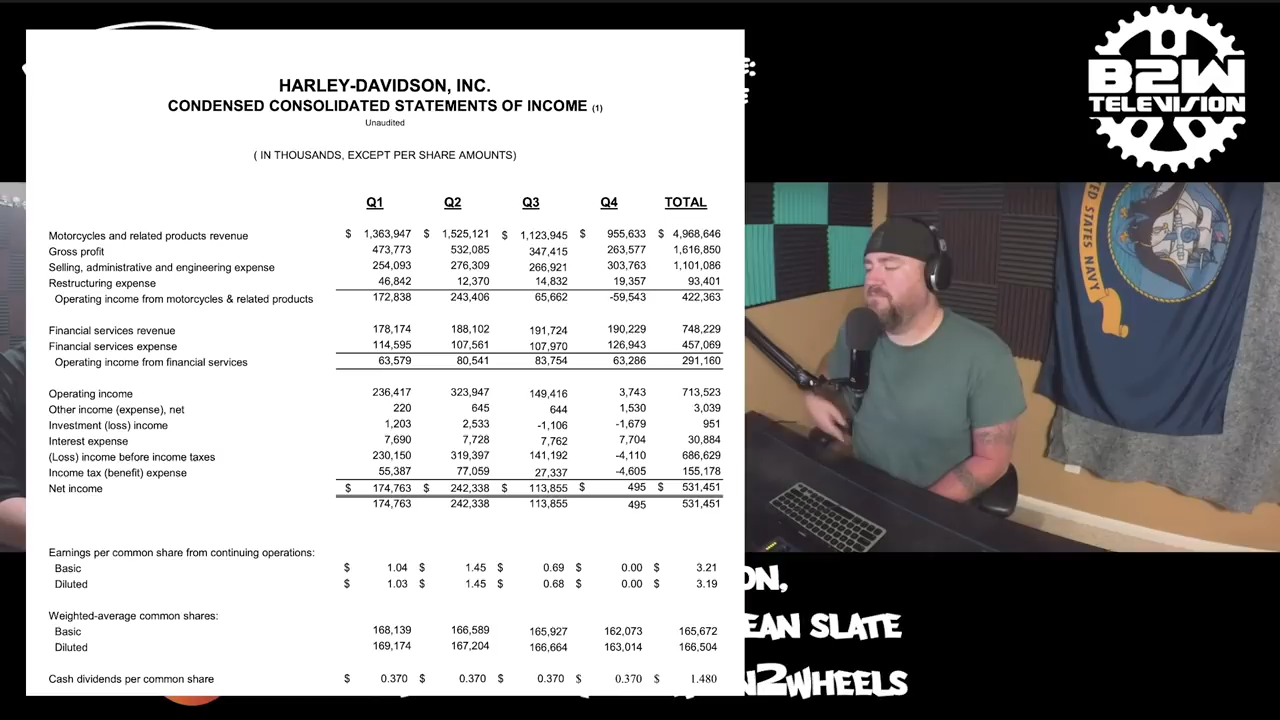 HARLEY-DAVIDSON, INC.
CONDENSED CONSOLIDATED STATEMENTS OF INCOME (1)
Unaudited
( IN THOUSANDS, EXCEPT PER SHARE AMOUNTS)
Q1 Q2 Q3 Q4 TOTAL
Motorcycles and related products revenue $ 1,363,947 $ 1,525,121 $ 1,123,945 $ 955,633 $ 4,968,646
Gross profit 473,773 532,085 347,415 263,577 1,616,850
Selling, administrative and engineering expense 254,093 276,309 266,921 303,763 1,101,086
Restructuring expense 46,842 12,370 14,832 19,357 93,401
Operating income from motorcycles & related products 172,838 243,406 65,662 -59,543 422,363
Financial services revenue 178,174 188,102 191,724 190,229 748,229
Financial services expense 114,595 107,561 107,970 126,943 457,069
Operating income from financial services 63,579 80,541 83,754 63,286 291,160
Operating income 236,417 323,947 149,416 3,743 713,523
Other income (expense), net 220 645 644 1,530 3,039
Investment (loss) income 1,203 2,533 -1,106 -1,679 951
Interest expense 7,690 7,728 7,762 7,704 30,884
(Loss) income before income taxes 230,150 319,397 141,192 -4,110 686,629
Income tax (benefit) expense 55,387 77,059 27,337 -4,605 155,178
Net income $ 174,763 $ 242,338 $ 113,855 $ 495 $ 531,451
174,763 242,338 113,855 495 531,451
Earnings per common share from continuing operations:
Basic $ 1.04 $ 1.45 $ 0.69 $ 0.00 $ 3.21
Diluted $ 1.03 $ 1.45 $ 0.68 $ 0.00 $ 3.19
Weighted-average common shares:
Basic 168,139 166,589 165,927 162,073 165,672
Diluted 169,174 167,204 166,664 163,014 166,504
Cash dividends per common share $ 0.370 $ 0.370 $ 0.370 $ 0.370 $ 1.480
B2W
TELEVISION
STATES NAVY
ON,
EAN SLATE
N2WHEELS